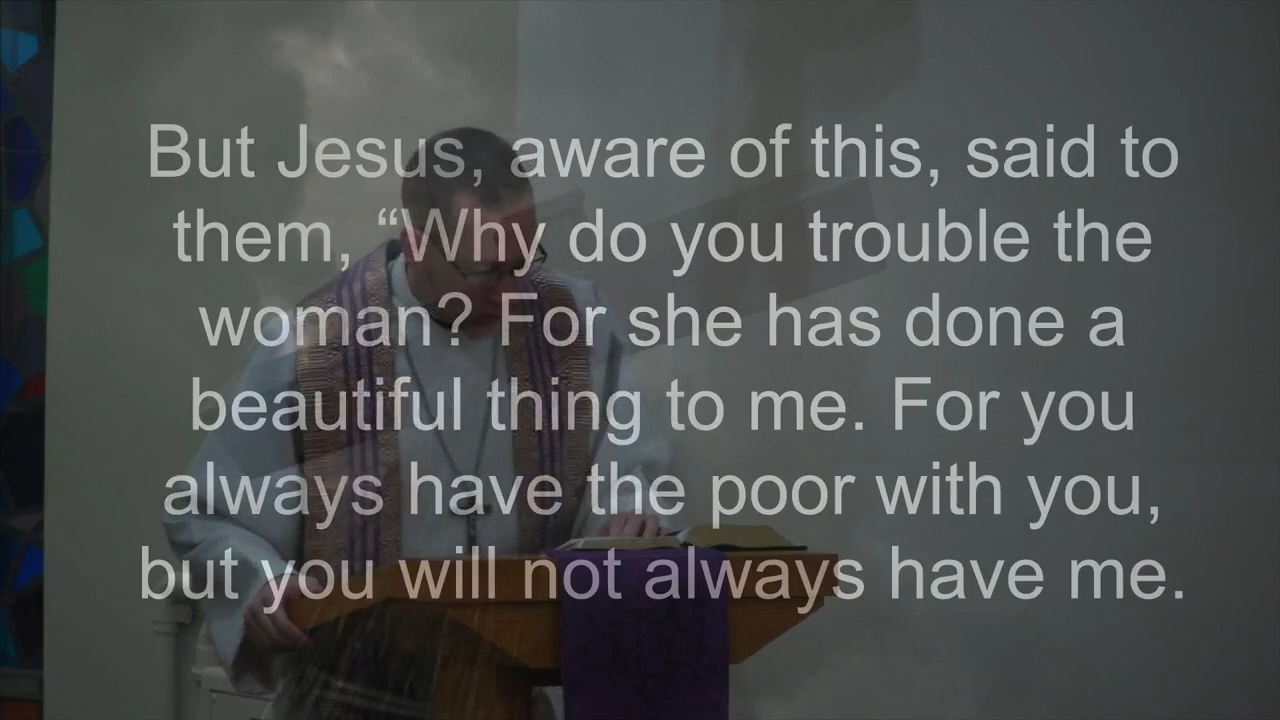 But Jesus, aware of this, said to
them, “Why do you trouble the
woman? For she has done a
beautiful thing to me. For you
always have the poor with you,
but you will not always have me.